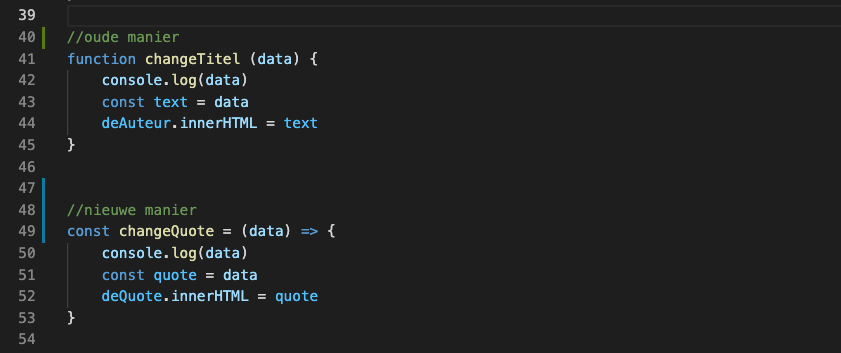 39
40 //oude manier
41 function changeTitel (data) {
42     console.log(data)
43     const text = data
44     deAuteur.innerHTML = text
45 }
46
47
48 //nieuwe manier
49 const changeQuote = (data) => {
50     console.log(data)
51     const quote = data
52     deQuote.innerHTML = quote
53 }
54